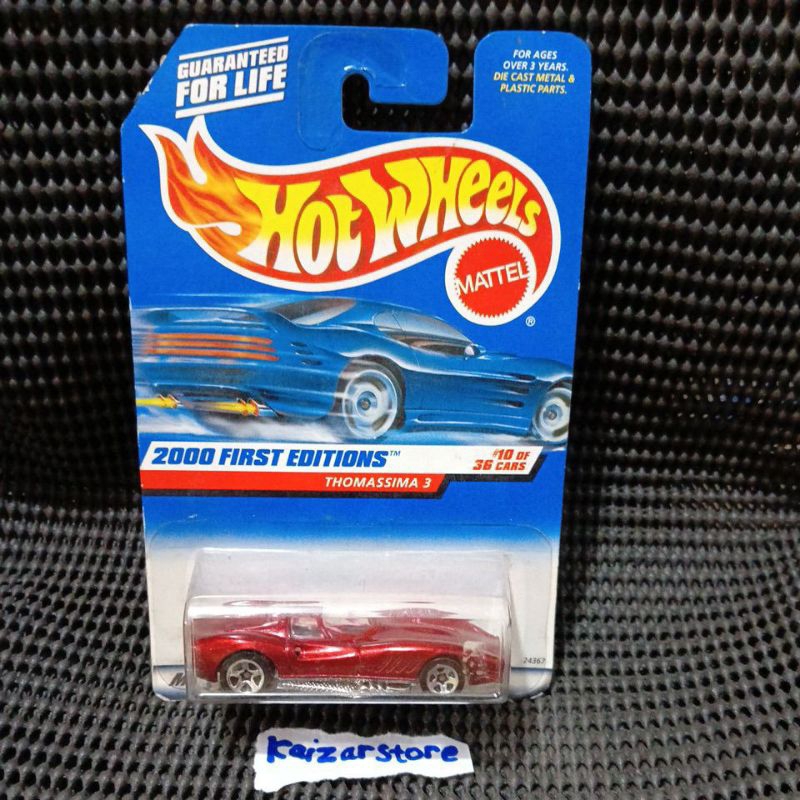 GUARANTEED
FOR LIFE
FOR AGES
OVER 3 YEARS.
DIE CAST METAL &
PLASTIC PARTS.
HOT WHEELS
MATTEL
®
2000 FIRST EDITIONS™
#10 OF
36 CARS
THOMASSIMA 3
24367
Kaizarstore